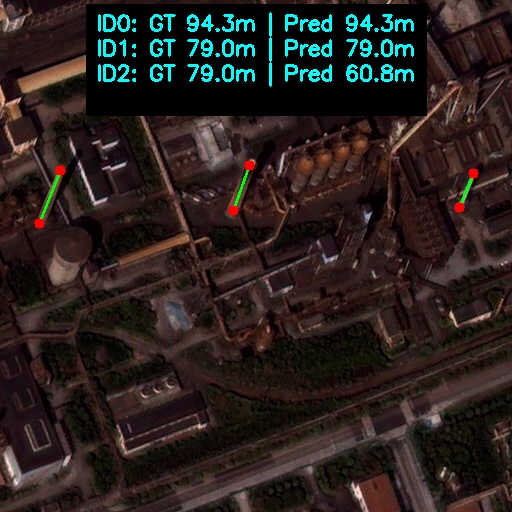 ID0: GT 94.3m | Pred 94.3m
ID1: GT 79.0m | Pred 79.0m
ID2: GT 79.0m | Pred 60.8m